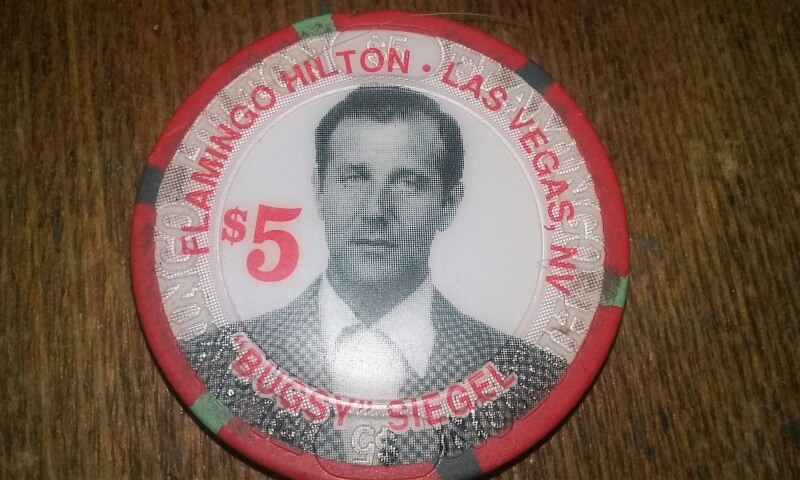 FLAMINGO HILTON • LAS VEGAS, NV
$5
"BUGSY" SIEGEL